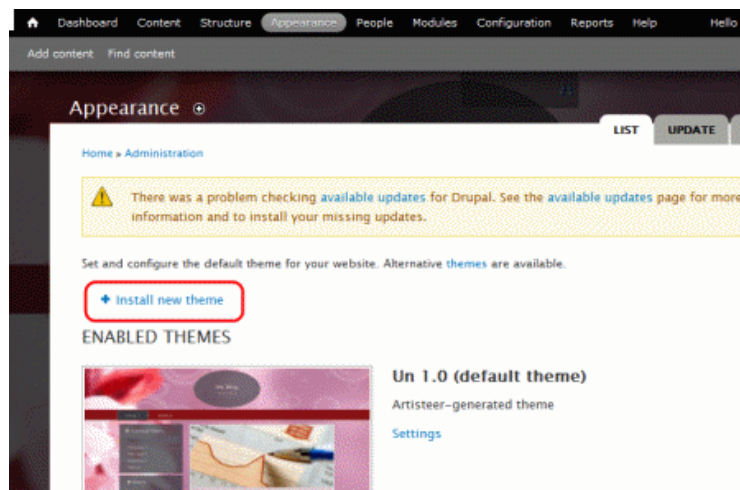 Dashboard Content Structure Appearance People Modules Configuration Reports Help Hello
Add content Find content
Appearance
LIST UPDATE
Home » Administration
There was a problem checking available updates for Drupal. See the available updates page for more
information and to install your missing updates.
Set and configure the default theme for your website. Alternative themes are available.
+ Install new theme
ENABLED THEMES
Un 1.0 (default theme)
Artisteer-generated theme
Settings